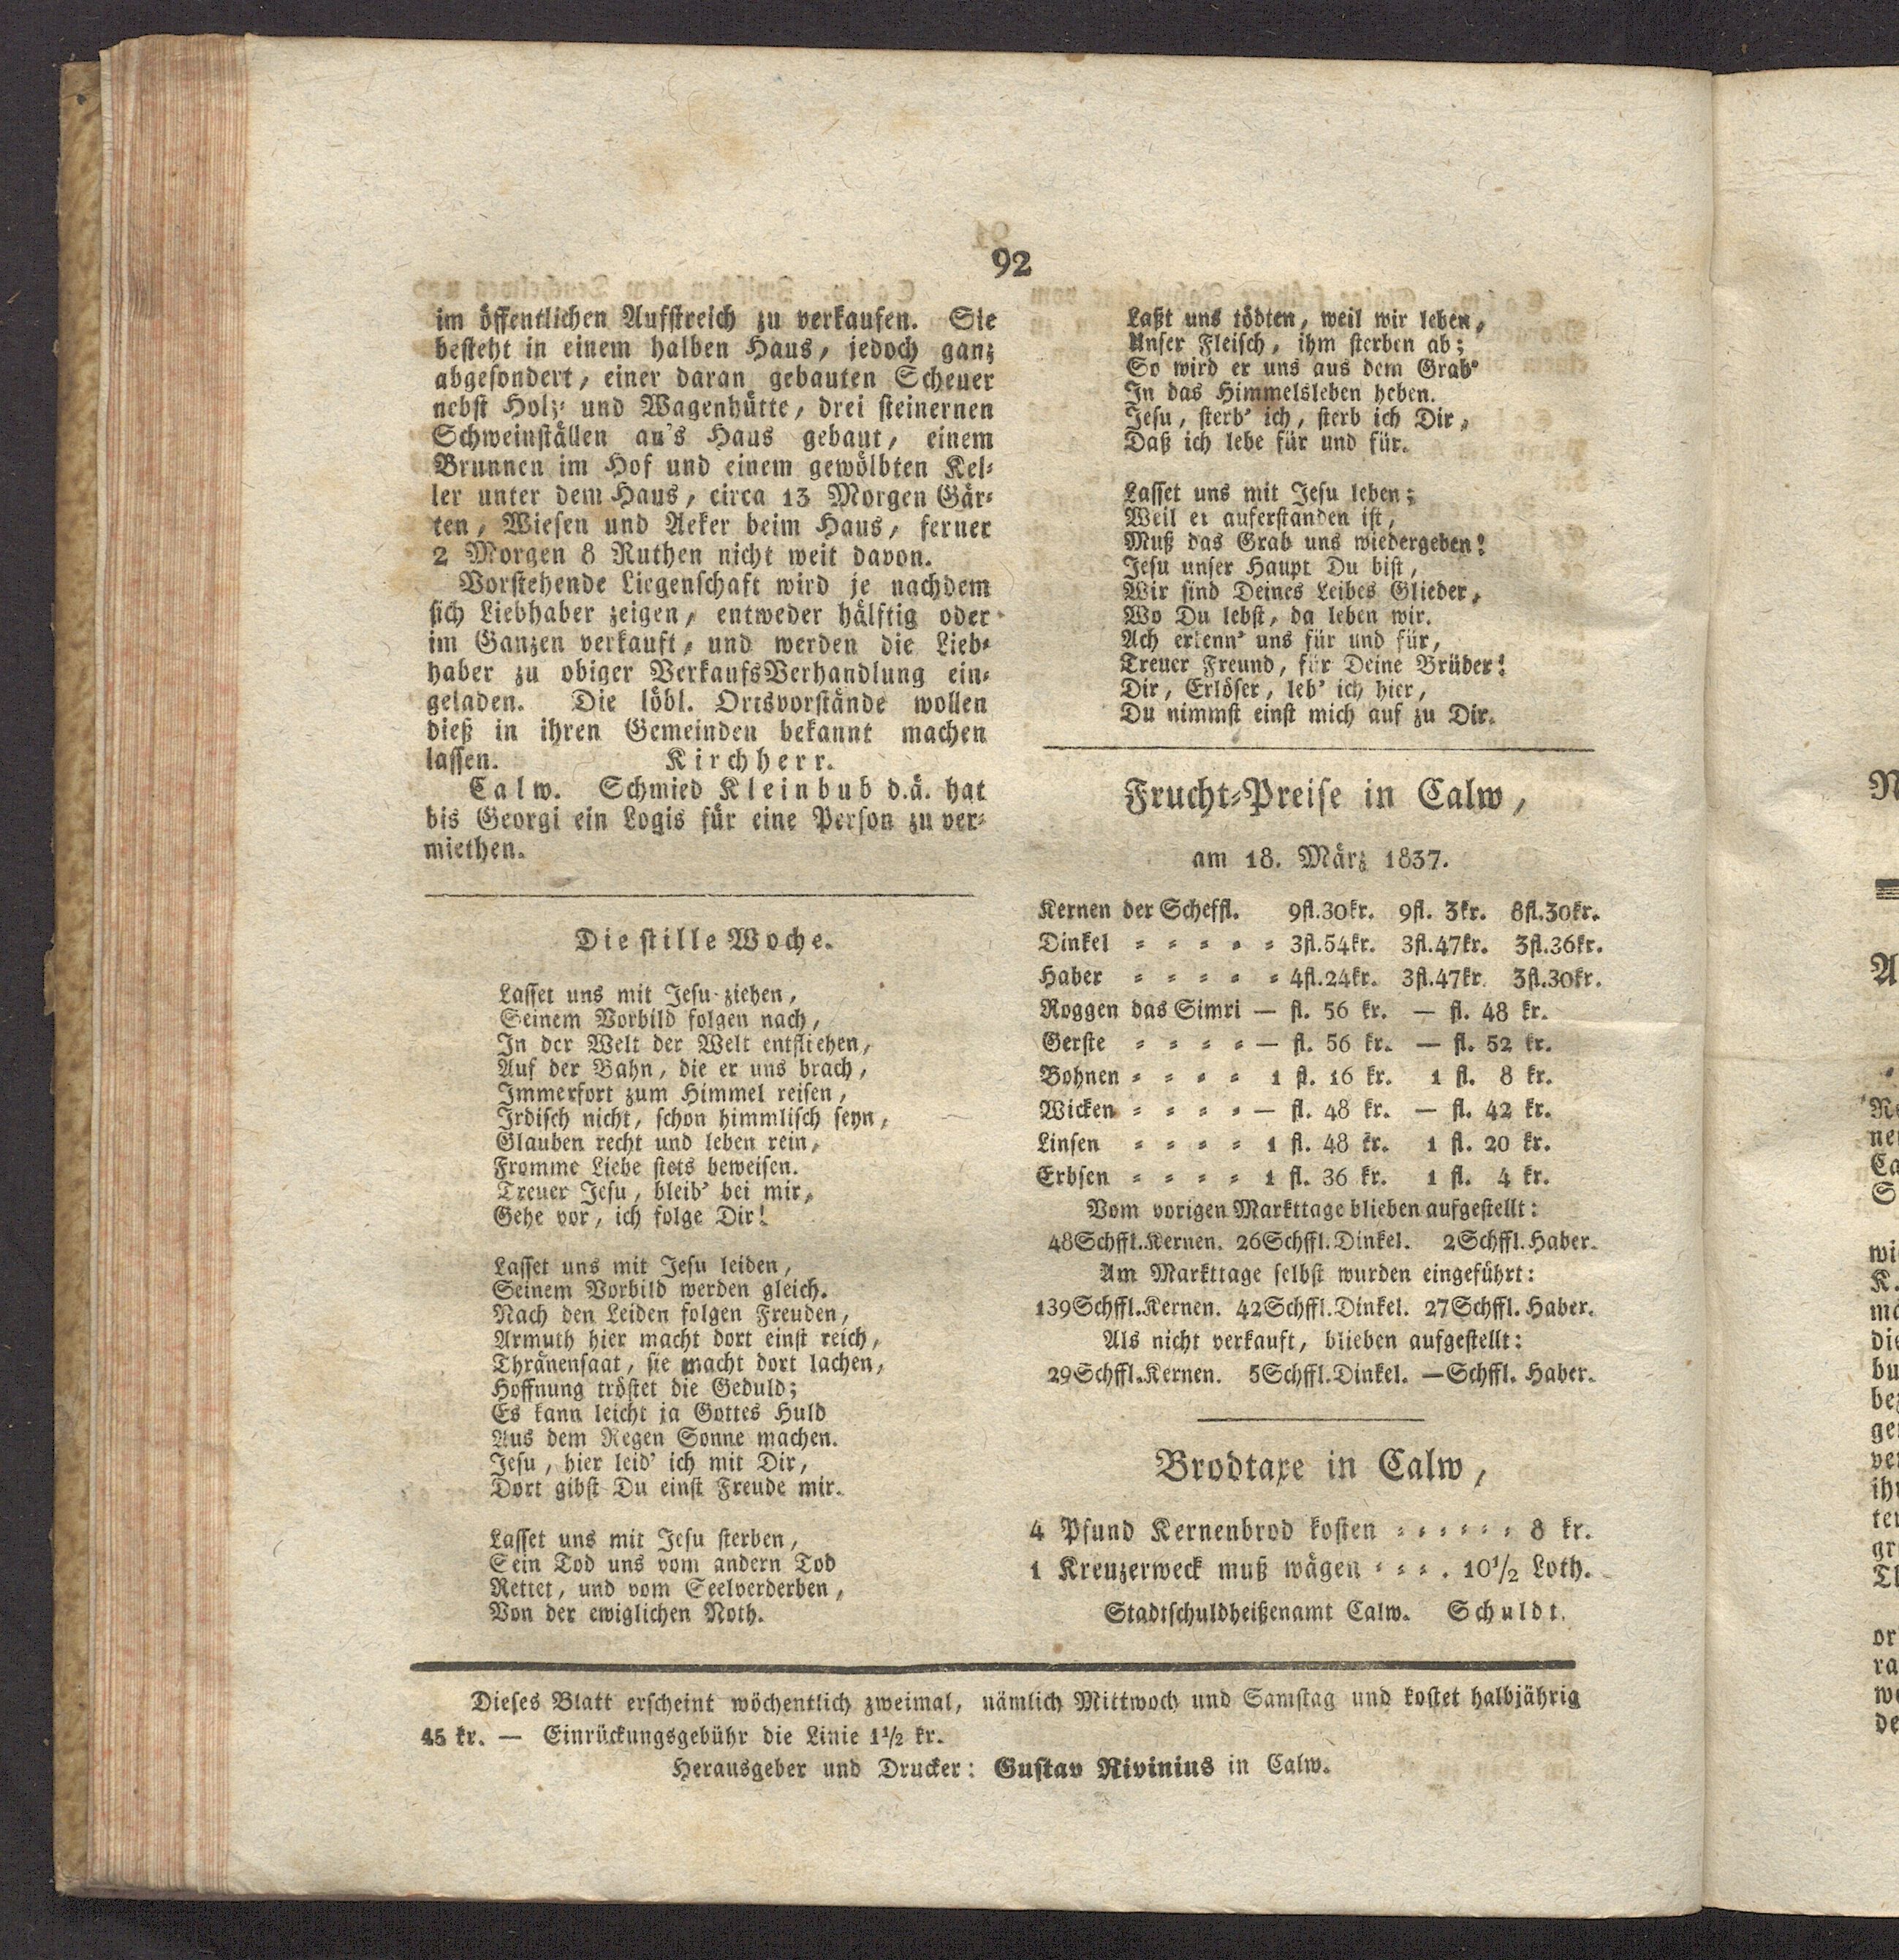 92
im öffentlichen Aufstreich zu verkaufen. Sie
besteht in einem halben Haus, jedoch ganz
abgesondert, einer daran gebauten Scheuer
nebst Holz- und Wagenhütte, drei steinernen
Schweinställen an's Haus gebaut, einem
Brunnen im Hof und einem gewölbten Kel-
ler unter dem Haus, circa 13 Morgen Gär-
ten, Wiesen und Aeker beim Haus, ferner
2 Morgen 8 Ruthen nicht weit davon.
Vorstehende Liegenschaft wird je nachdem
sich Liebhaber zeigen, entweder hälftig oder
im Ganzen verkauft, und werden die Lieb-
haber zu obiger VerkaufsVerhandlung ein-
geladen. Die löbl. Ortsvorstände wollen
dieß in ihren Gemeinden bekannt machen
lassen. Kirchherr.
Calw. Schmied Kleinbub d.ä. hat
bis Georgi ein Logis für eine Person zu ver-
miethen.
Die stille Woche.
Lasset uns mit Jesu ziehen,
Seinem Vorbild folgen nach,
In der Welt der Welt entfliehen,
Auf der Bahn, die er uns brach,
Immerfort zum Himmel reisen,
Irdisch nicht, schon himmlisch seyn,
Glauben recht und leben rein,
Fromme Liebe stets beweisen.
Treuer Jesu, bleib' bei mir,
Gehe vor, ich folge Dir!
Lasset uns mit Jesu leiden,
Seinem Vorbild werden gleich.
Nach den Leiden folgen Freuden,
Armuth hier macht dort einst reich,
Thränensaat, sie macht dort lachen,
Hoffnung tröstet die Geduld;
Es kann leicht ja Gottes Huld
Aus dem Regen Sonne machen.
Jesu, hier leid' ich mit Dir,
Dort gibst Du einst Freude mir.
Lasset uns mit Jesu sterben,
Sein Tod uns vom andern Tod
Rettet, und vom Seelverderben,
Von der ewiglichen Noth.
Laßt uns tödten, weil wir leben,
Unser Fleisch, ihm sterben ab;
So wird er uns aus dem Grab'
In das Himmelsleben heben.
Jesu, sterb' ich, sterb ich Dir,
Daß ich lebe für und für.
Lasset uns mit Jesu leben;
Weil er auferstanden ist,
Muß das Grab uns wiedergeben!
Jesu unser Haupt Du bist,
Wir sind Deines Leibes Glieder,
Wo Du lebst, da leben wir.
Ach erkenn' uns für und für,
Treuer Freund, für Deine Brüder!
Dir, Erlöser, leb' ich hier,
Du nimmst einst mich auf zu Dir.
Frucht-Preise in Calw,
am 18. März 1837.
Kernen der Scheffl. 9fl.30kr. 9fl. 3kr. 8fl.30kr.
Dinkel - - - - - 3fl.54kr. 3fl.47kr. 3fl.36kr.
Haber - - - - - 4fl.24kr. 3fl.47kr. 3fl.30kr.
Roggen das Simri — fl. 56 kr. — fl. 48 kr.
Gerste - - - - — fl. 56 kr. — fl. 52 kr.
Bohnen - - - - 1 fl. 16 kr. 1 fl. 8 kr.
Wicken - - - - — fl. 48 kr. — fl. 42 kr.
Linsen - - - - 1 fl. 48 kr. 1 fl. 20 kr.
Erbsen - - - - 1 fl. 36 kr. 1 fl. 4 kr.
Vom vorigen Markttage blieben aufgestellt:
48Schffl.Kernen. 26Schffl.Dinkel. 2Schffl.Haber.
Am Markttage selbst wurden eingeführt:
139Schffl.Kernen. 42Schffl.Dinkel. 27Schffl. Haber.
Als nicht verkauft, blieben aufgestellt:
29Schffl.Kernen. 5Schffl.Dinkel. —Schffl. Haber.
Brodtaxe in Calw,
4 Pfund Kernenbrod kosten - - - - - - 8 kr.
1 Kreuzerweck muß wägen - - - . 10½ Loth.
Stadtschuldheißenamt Calw. Schuldt.
Dieses Blatt erscheint wöchentlich zweimal, nämlich Mittwoch und Samstag und kostet halbjährig
45 kr. — Einrückungsgebühr die Linie 1½ kr.
Herausgeber und Drucker: Gustav Rivinius in Calw.